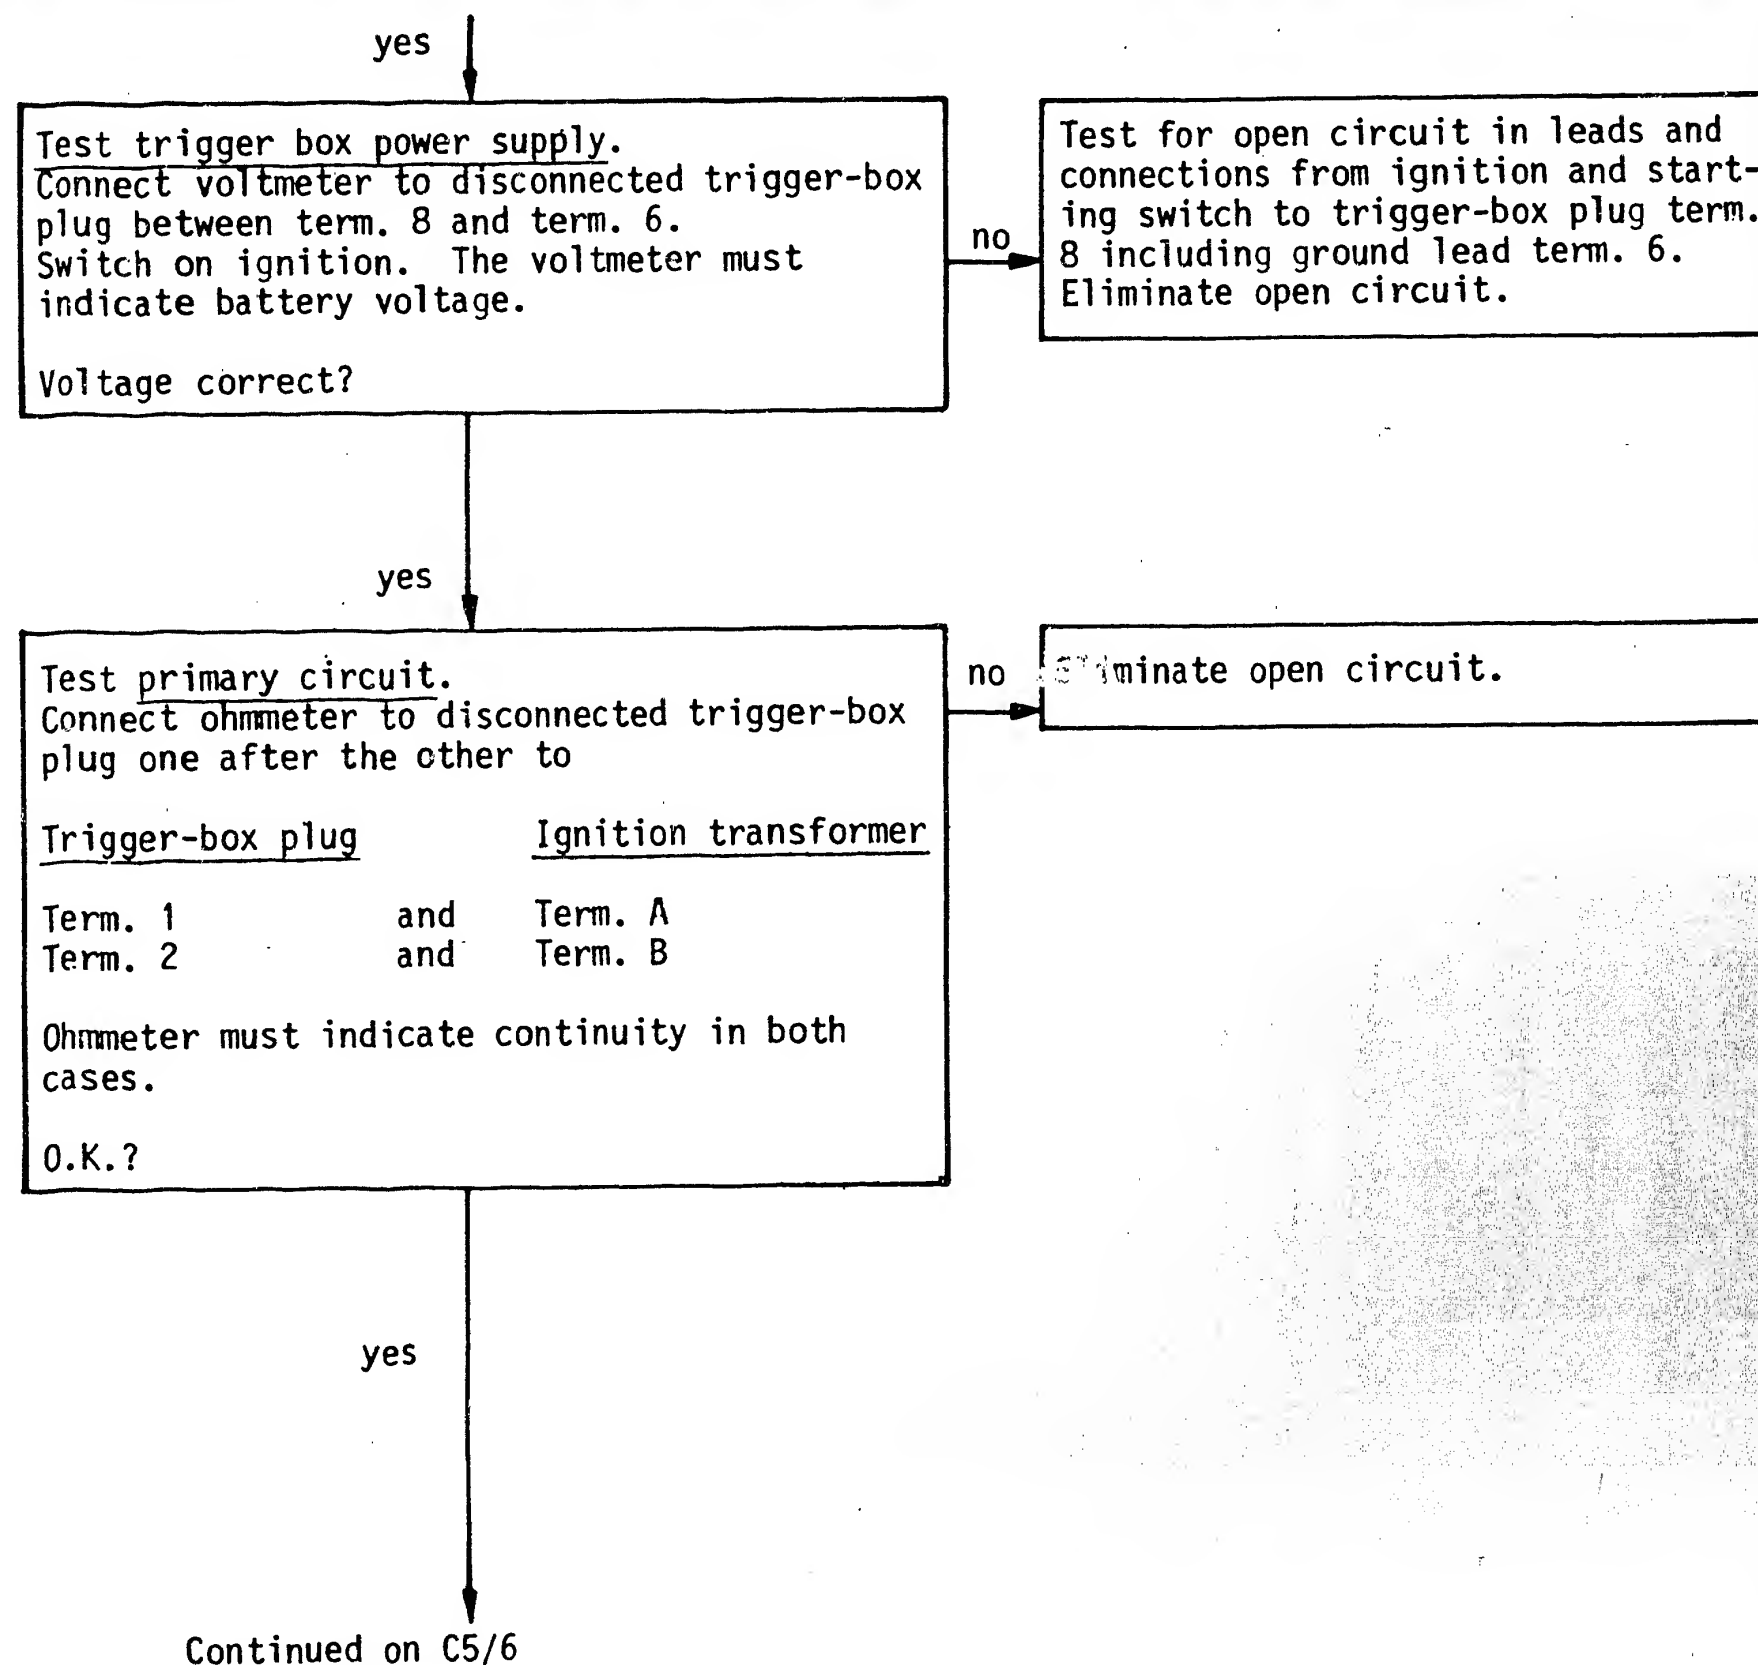 yes
Test trigger box power supply.
Connect voltmeter to disconnected trigger-box
plug between term. 8 and term. 6.
Switch on ignition. The voltmeter must
indicate battery voltage.
Voltage correct?
no
Test for open circuit in leads and
connections from ignition and start-
ing switch to trigger-box plug term.
8 including ground lead term. 6.
Eliminate open circuit.
yes
Test primary circuit.
Connect ohmmeter to disconnected trigger-box
plug one after the other to
Trigger-box plug Ignition transformer
Term. 1 and Term. A
Term. 2 and Term. B
Ohmmeter must indicate continuity in both
cases.
O.K.?
no
Eliminate open circuit.
yes
Continued on C5/6